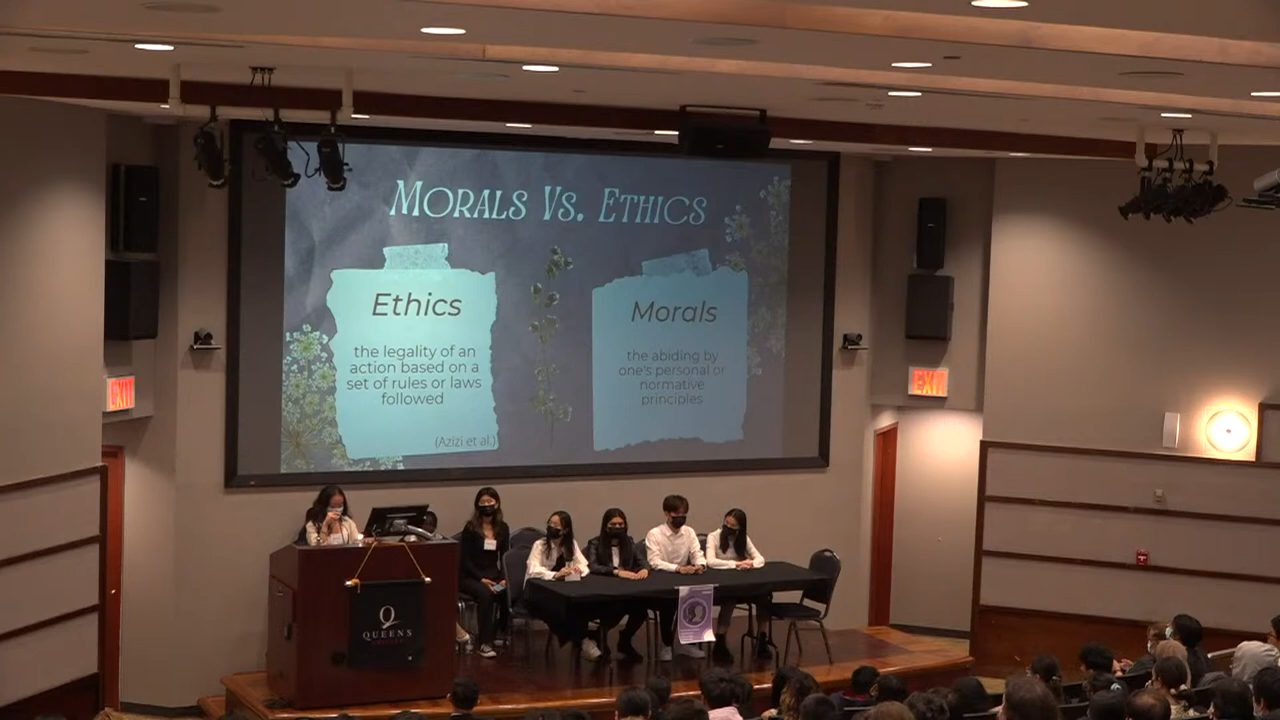 MORALS VS. ETHICS
Ethics
the legality of an
action based on a
set of rules or laws
followed
(Azizi et al.)
Morals
the abiding by
one's personal or
normative
principles
EXIT
EXIT
Q
QUEENS